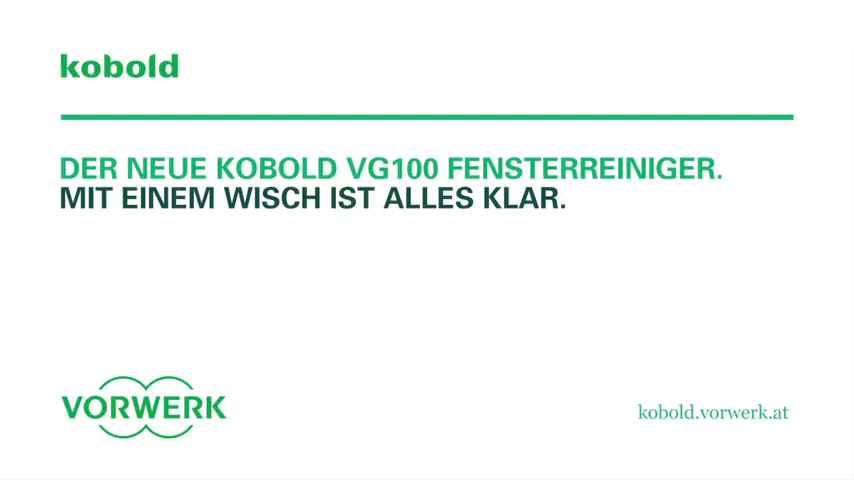 kobold
DER NEUE KOBOLD VG100 FENSTERREINIGER.
MIT EINEM WISCH IST ALLES KLAR.
VORWERK
kobold.vorwerk.at